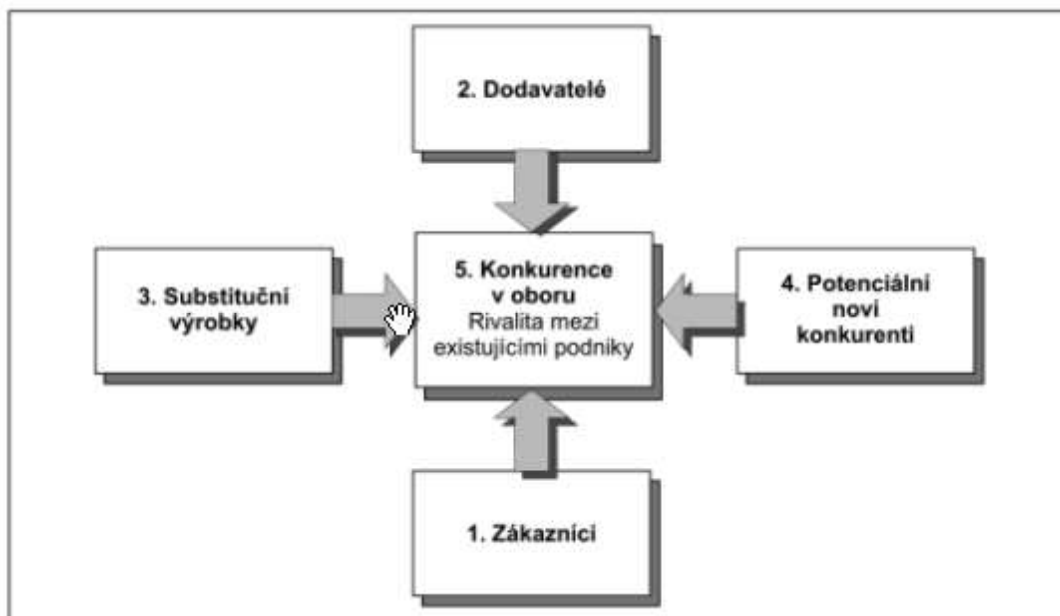 2. Dodavatelé
3. Substituční
výrobky
5. Konkurence
v oboru
Rivalita mezi
existujícími podniky
4. Potenciální
noví
konkurenti
1. Zákazníci